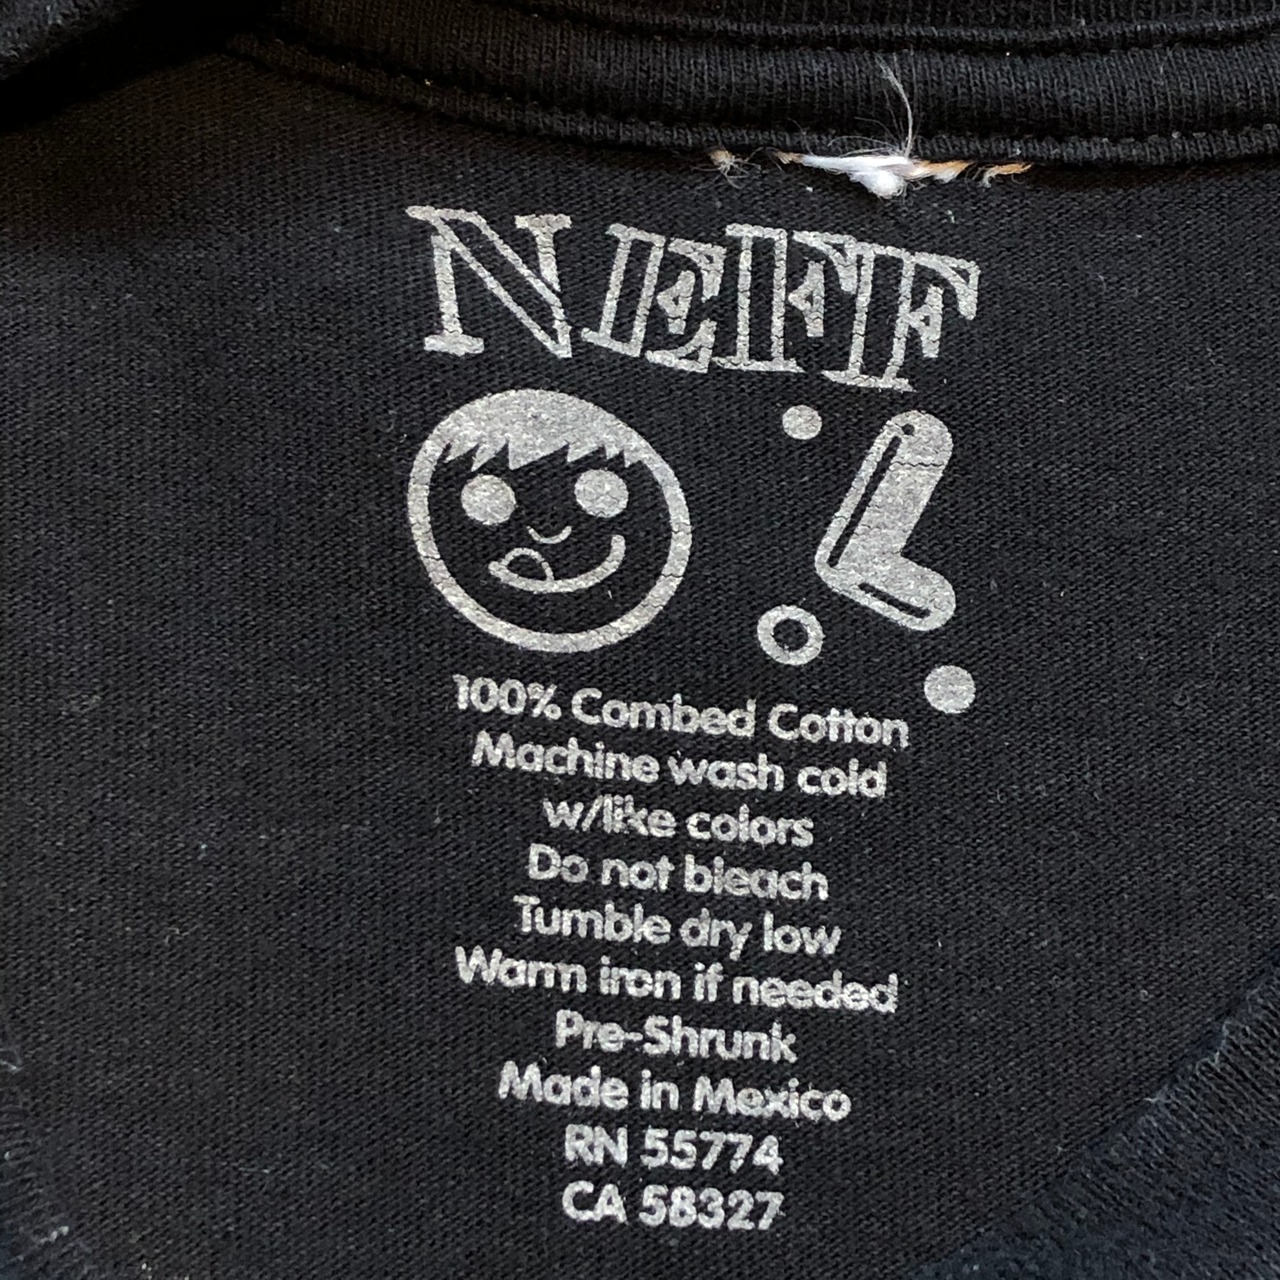 NEFF
L
100% Combed Cotton
Machine wash cold
w/like colors
Do not bleach
Tumble dry low
Warm iron if needed
Pre-Shrunk
Made in Mexico
RN 55774
CA 58327